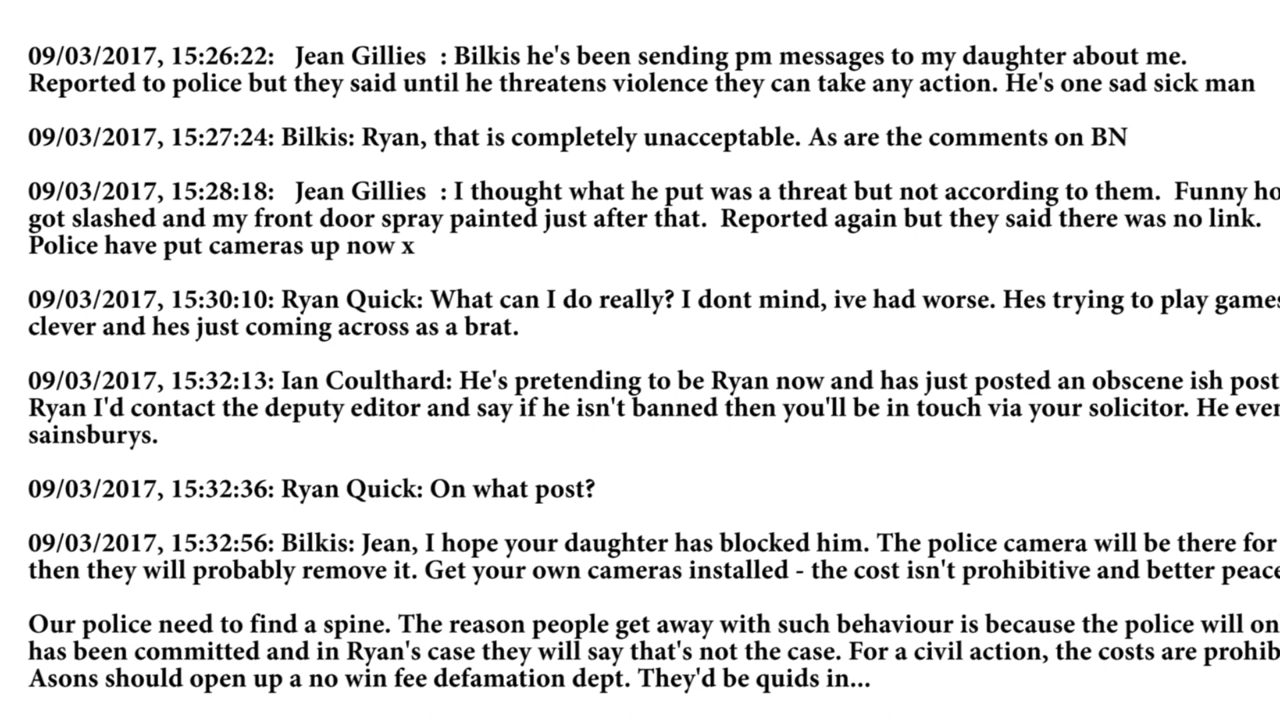 09/03/2017, 15:26:22: Jean Gillies : Bilkis he's been sending pm messages to my daughter about me.
Reported to police but they said until he threatens violence they can take any action. He's one sad sick man
09/03/2017, 15:27:24: Bilkis: Ryan, that is completely unacceptable. As are the comments on BN
09/03/2017, 15:28:18: Jean Gillies : I thought what he put was a threat but not according to them. Funny
got slashed and my front door spray painted just after that. Reported again but they said there was no link.
Police have put cameras up now x
09/03/2017, 15:30:10: Ryan Quick: What can I do really? I dont mind, ive had worse. Hes trying to play games
clever and hes just coming across as a brat.
09/03/2017, 15:32:13: Ian Coulthard: He's pretending to be Ryan now and has just posted an obscene ish post
Ryan I'd contact the deputy editor and say if he isn't banned then you'll be in touch via your solicitor. He
sainsburys.
09/03/2017, 15:32:36: Ryan Quick: On what post?
09/03/2017, 15:32:56: Bilkis: Jean, I hope your daughter has blocked him. The police camera will be there for
then they will probably remove it. Get your own cameras installed - the cost isn't prohibitive and better
Our police need to find a spine. The reason people get away with such behaviour is because the police will
has been committed and in Ryan's case they will say that's not the case. For a civil action, the costs are
Asons should open up a no win fee defamation dept. They'd be quids in...